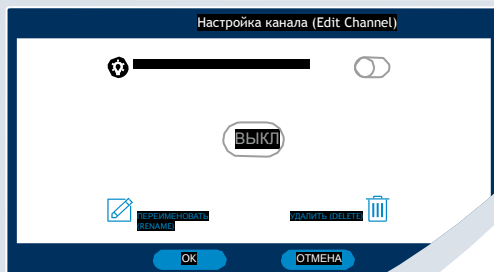 Настройка канала (Edit Channel)
ВЫКЛ
ПЕРЕИМЕНОВАТЬ
(RENAME)
УДАЛИТЬ (DELETE)
OK
ОТМЕНА